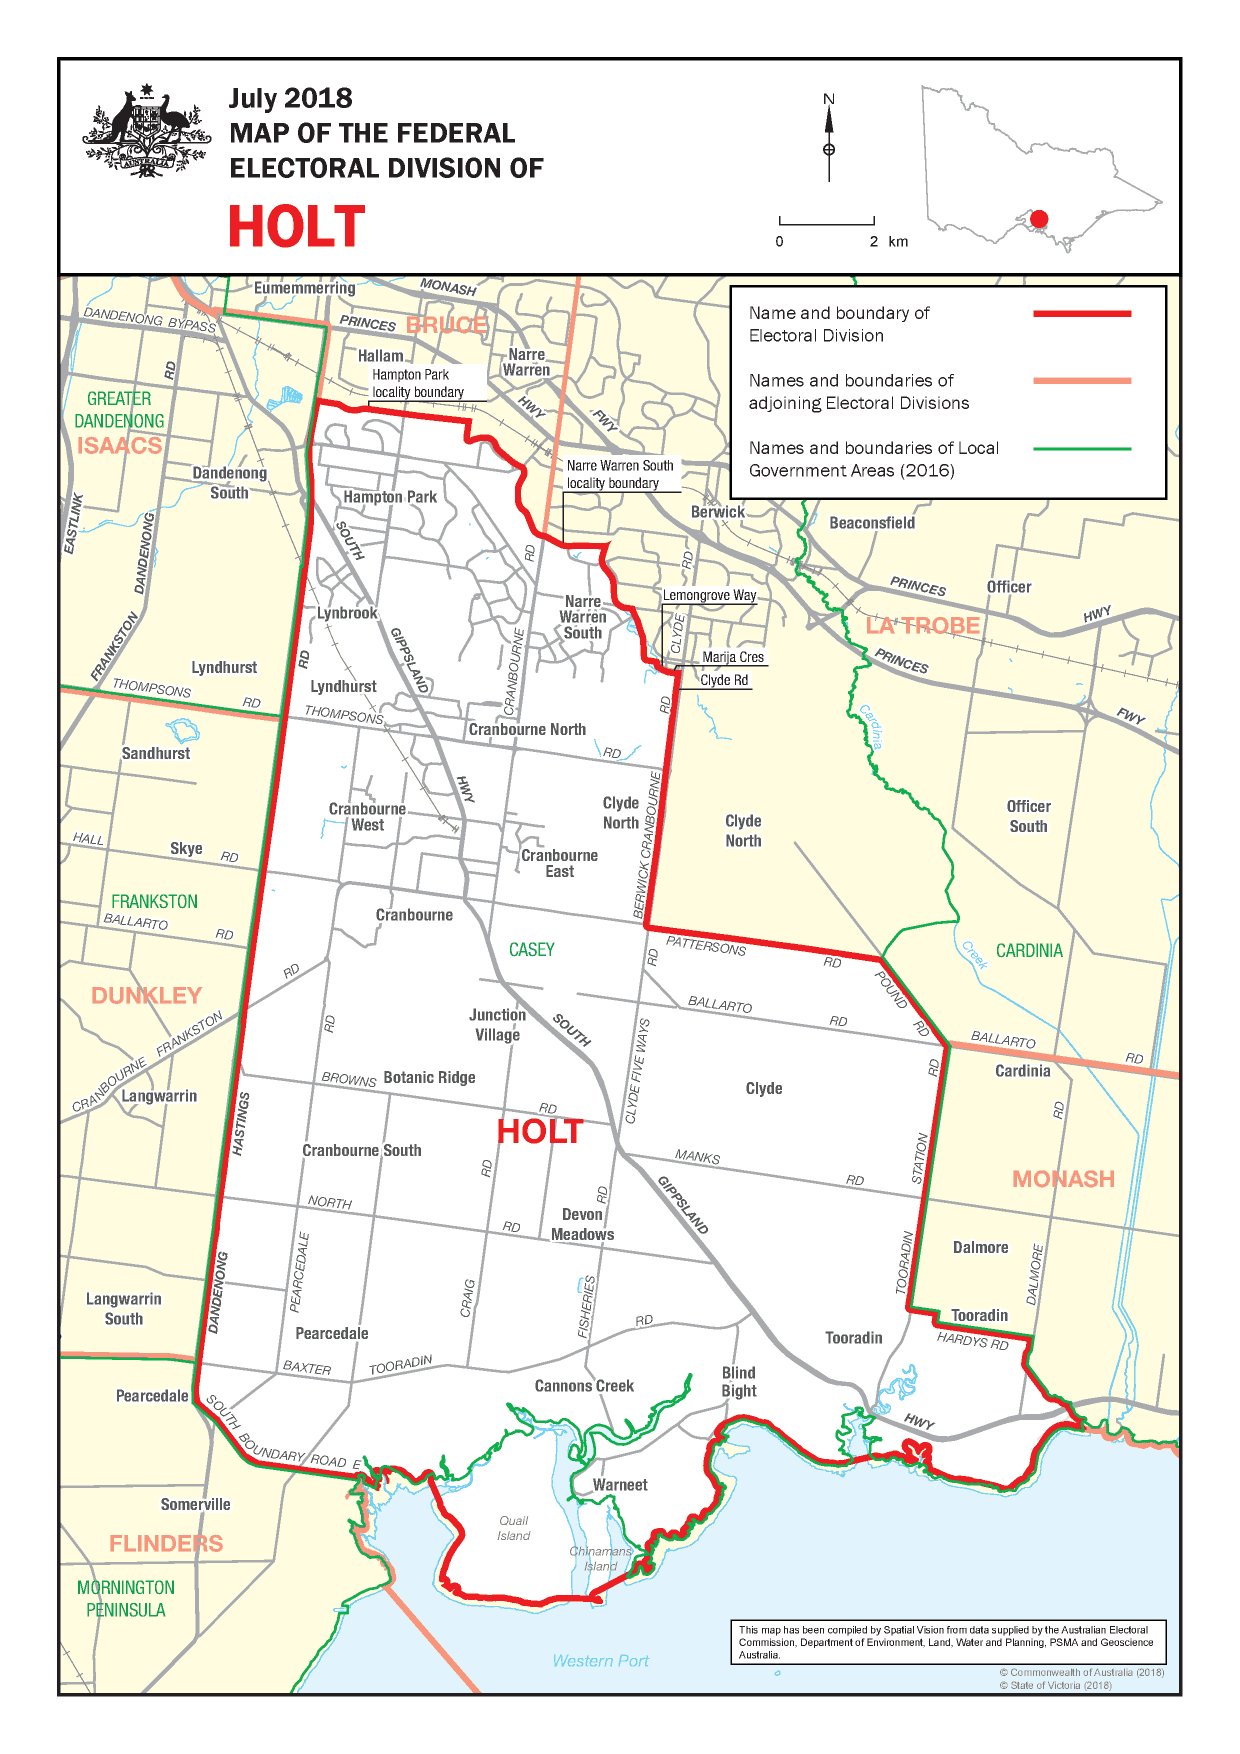 July 2018
MAP OF THE FEDERAL
ELECTORAL DIVISION OF
HOLT
AUSTRALIA
N
0 2 km
Name and boundary of
Electoral Division
Names and boundaries of
adjoining Electoral Divisions
Names and boundaries of Local
Government Areas (2016)
Eumemmerring
MONASH
DANDENONG BYPASS
PRINCES
BRUCE
Hallam
Narre
Warren
RD
Hampton Park
locality boundary
HWY
FWY
GREATER
DANDENONG
ISAACS
Dandenong
South
Narre Warren South
locality boundary
Hampton Park
Berwick
Beaconsfield
EASTLINK
DANDENONG
SOUTH
RD
RD
PRINCES
Officer
HWY
Lemongrove Way
Narre
Warren
South
Lynbrook
LA TROBE
FRANKSTON
GIPPSLAND
CRANBOURNE
CLYDE
Marija Cres
Clyde Rd
PRINCES
FWY
Lyndhurst
RD
Lyndhurst
THOMPSONS
RD
THOMPSONS
RD
Cranbourne North
RD
Cardinia
Sandhurst
HWY
BERWICK CRANBOURNE
Cranbourne
West
Clyde
North
Clyde
North
Officer
South
HALL
Skye
RD
Cranbourne
East
FRANKSTON
BALLARTO
RD
Cranbourne
CASEY
PATTERSONS
RD
Creek
CARDINIA
DUNKLEY
RD
RD
POUND
RD
BALLARTO
RD
Junction
Village
SOUTH
CLYDE FIVE WAYS
RD
BALLARTO
RD
Cardinia
CRANBOURNE FRANKSTON
Langwarrin
BROWNS
Botanic Ridge
RD
Clyde
RD
RD
HASTINGS
HOLT
Cranbourne South
RD
MANKS
RD
STATION
MONASH
NORTH
RD
Devon
Meadows
RD
GIPPSLAND
Dalmore
DANDENONG
PEARCEDALE
CRAIG
FISHERIES
TOORADIN
DALMORE
Langwarrin
South
Pearcedale
RD
Tooradin
Tooradin
HARDYS RD
BAXTER
TOORADIN
Blind
Bight
Cannons Creek
Pearcedale
SOUTH BOUNDARY ROAD E
HWY
Warneet
Somerville
Quail
Island
FLINDERS
Chinamans
Island
MORNINGTON
PENINSULA
Western Port
This map has been compiled by Spatial Vision from data supplied by the Australian Electoral
Commission, Department of Environment, Land, Water and Planning, PSMA and Geoscience
Australia.
© Commonwealth of Australia (2018)
© State of Victoria (2018)